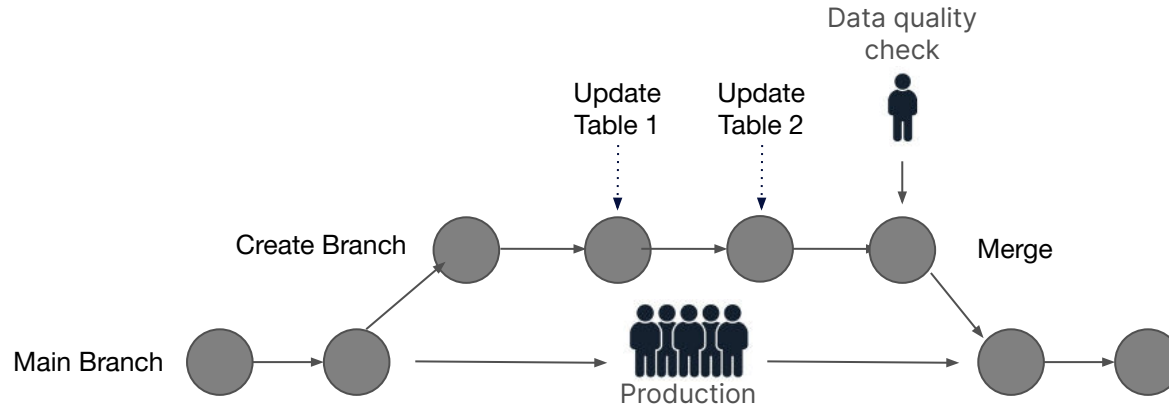 Data quality
check
Update
Table 1
Update
Table 2
Create Branch
Merge
Main Branch
Production